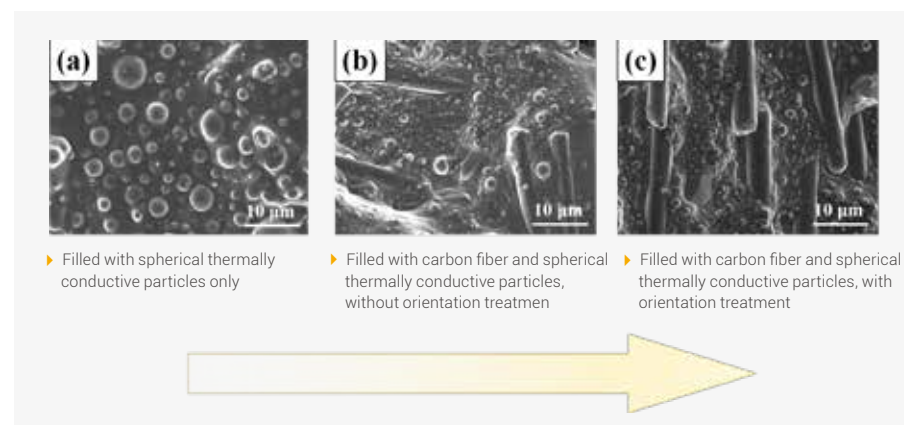 (a)
10 μm
(b)
10 μm
(c)
10 μm
Filled with spherical thermally
conductive particles only
Filled with carbon fiber and spherical
thermally conductive particles,
without orientation treatmen
Filled with carbon fiber and spherical
thermally conductive particles, with
orientation treatment